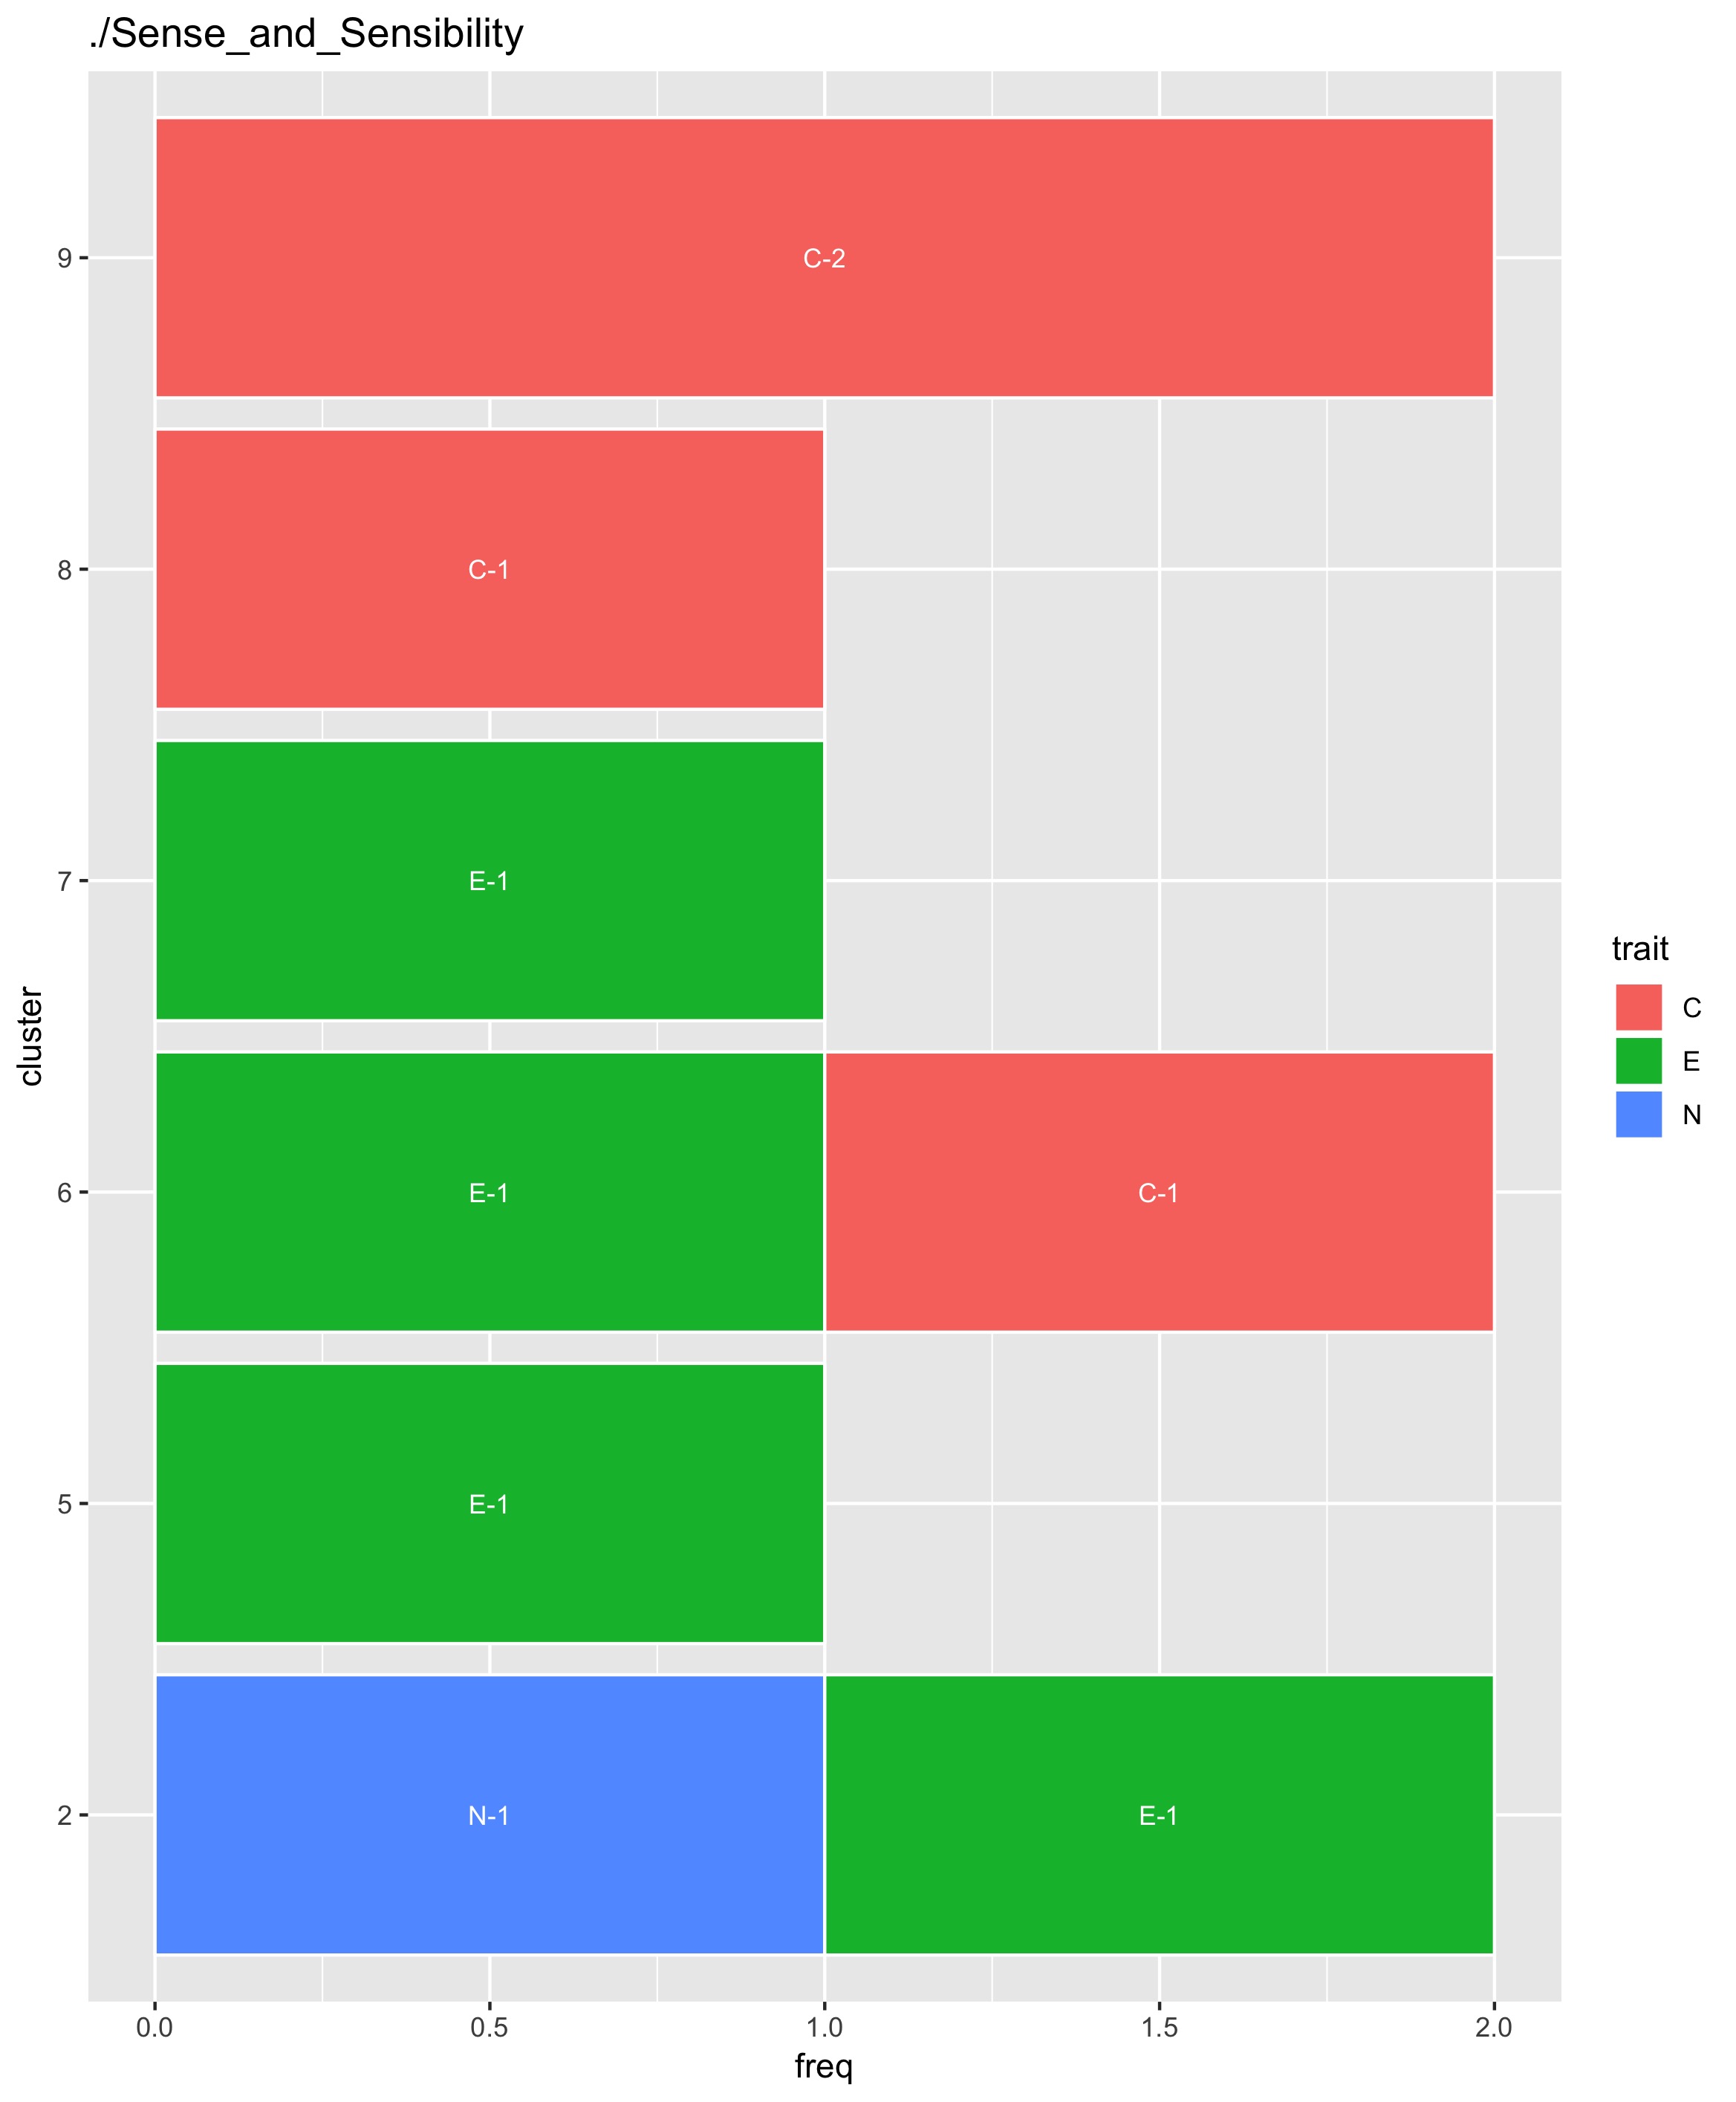 ./Sense_and_Sensibility
9
C-2
8
C-1
7
E-1
cluster
6
E-1 C-1
5
E-1
2
N-1 E-1
0.0 0.5 1.0 1.5 2.0
freq
trait
C
E
N